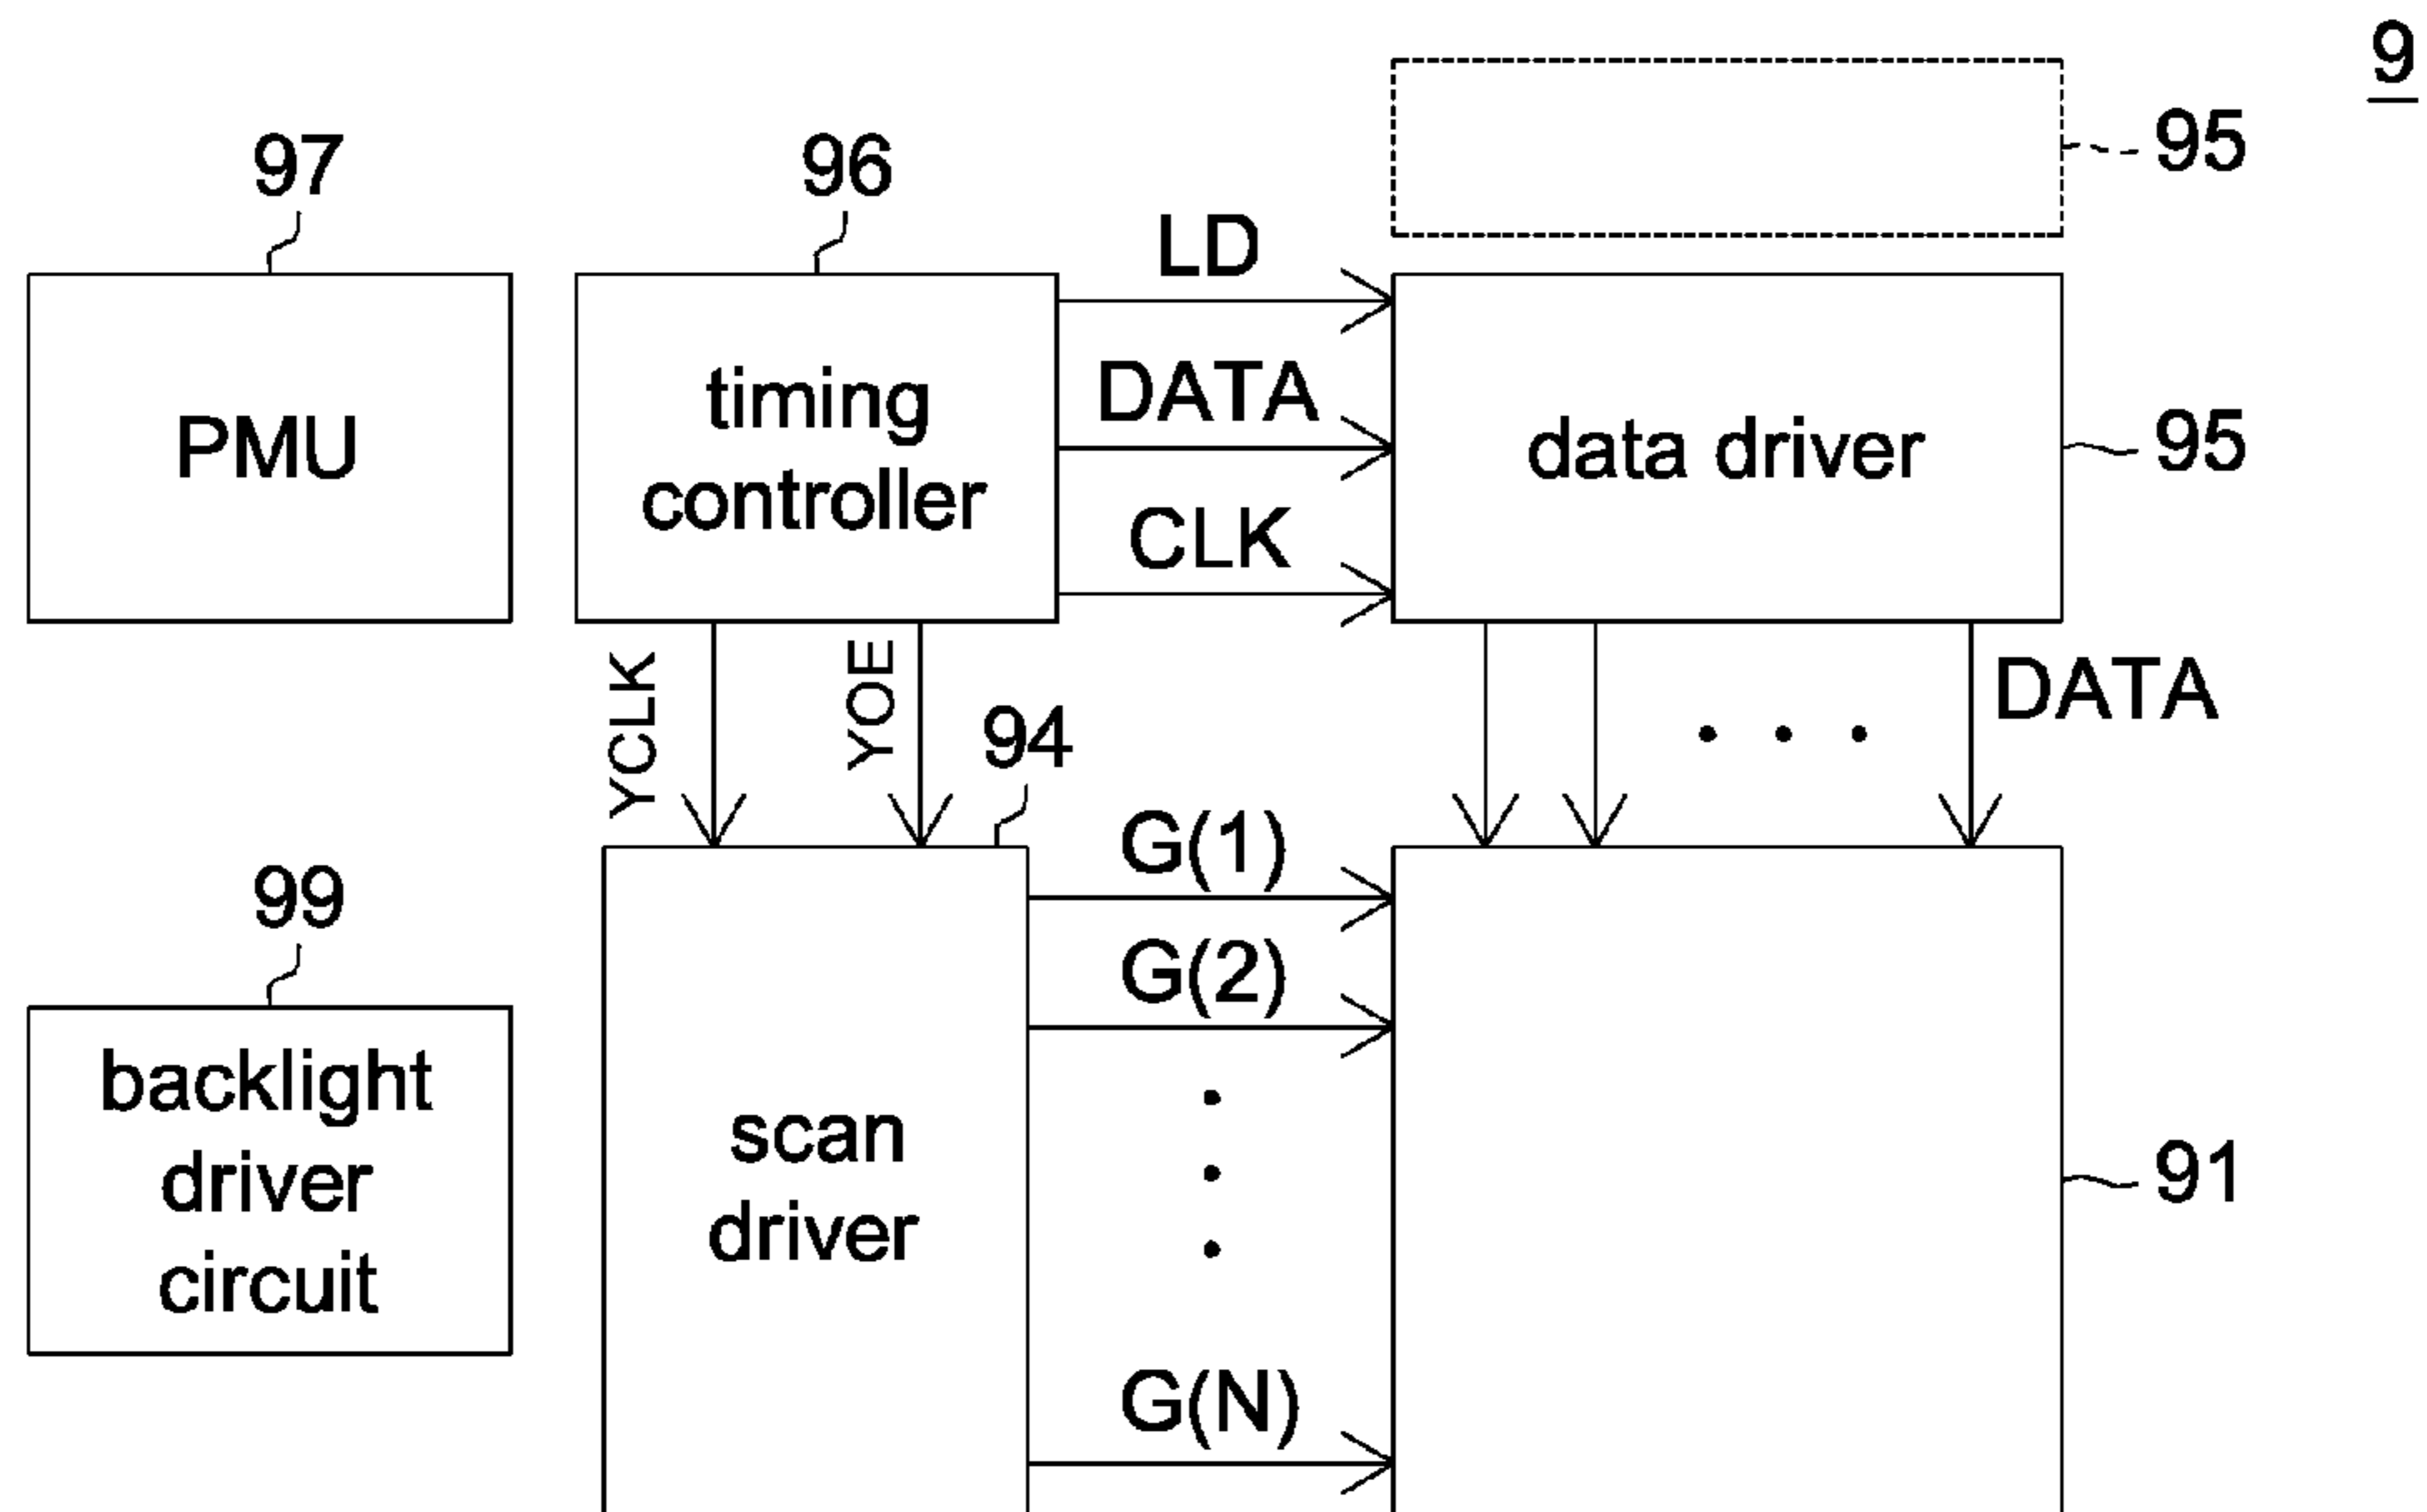 9
95
97
96
LD
PMU
timing
controller
DATA
CLK
data driver
95
YCLK
YOE
94
DATA
G(1)
G(2)
99
backlight
driver
circuit
scan
driver
91
G(N)